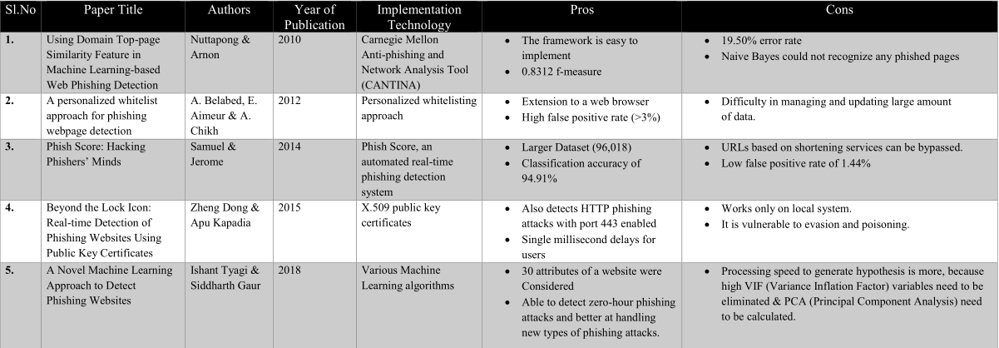 Sl.No Paper Title Authors Year of Publication Implementation Technology Pros Cons
1.
Using Domain Top-page
Similarity Feature in
Machine Learning-based
Web Phishing Detection
Nuttapong &
Arnon
2010
Carnegie Mellon
Anti-phishing and
Network Analysis Tool
(CANTINA)
• The framework is easy to
implement
• 0.8312 f-measure
• 19.50% error rate
• Naive Bayes could not recognize any phished pages
2.
A personalized whitelist
approach for phishing
webpage detection
A. Belabed, E.
Aimeur & A.
Chikh
2012
Personalized whitelisting
approach
• Extension to a web browser
• High false positive rate (>3%)
• Difficulty in managing and updating large amount
of data.
3.
Phish Score: Hacking
Phishers’ Minds
Samuel &
Jerome
2014
Phish Score, an
automated real-time
phishing detection
system
• Larger Dataset (96,018)
• Classification accuracy of
94.91%
• URLs based on shortening services can be bypassed.
• Low false positive rate of 1.44%
4.
Beyond the Lock Icon:
Real-time Detection of
Phishing Websites Using
Public Key Certificates
Zheng Dong &
Apu Kapadia
2015
X.509 public key
certificates
• Also detects HTTP phishing
attacks with port 443 enabled
• Single millisecond delays for
users
• Works only on local system.
• It is vulnerable to evasion and poisoning.
5.
A Novel Machine Learning
Approach to Detect
Phishing Websites
Ishant Tyagi &
Siddharth Gaur
2018
Various Machine
Learning algorithms
• 30 attributes of a website were
Considered
• Able to detect zero-hour phishing
attacks and better at handling
new types of phishing attacks.
• Processing speed to generate hypothesis is more, because
high VIF (Variance Inflation Factor) variables need to be
eliminated & PCA (Principal Component Analysis) need
to be calculated.